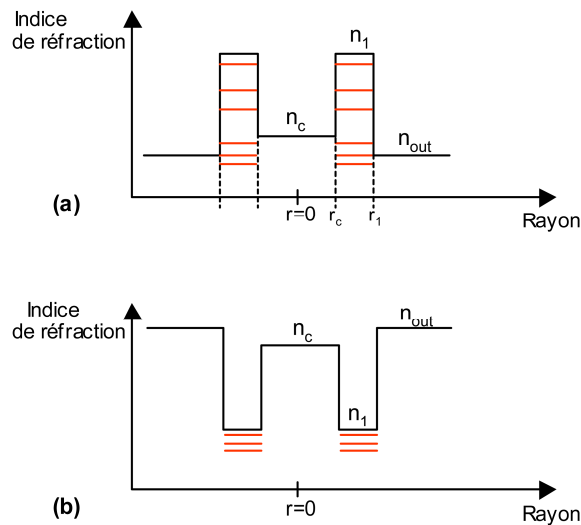 Indice
de réfraction
n1
nc
nout
(a)
r=0
rc
r1
Rayon
Indice
de réfraction
nc
nout
n1
(b)
r=0
Rayon